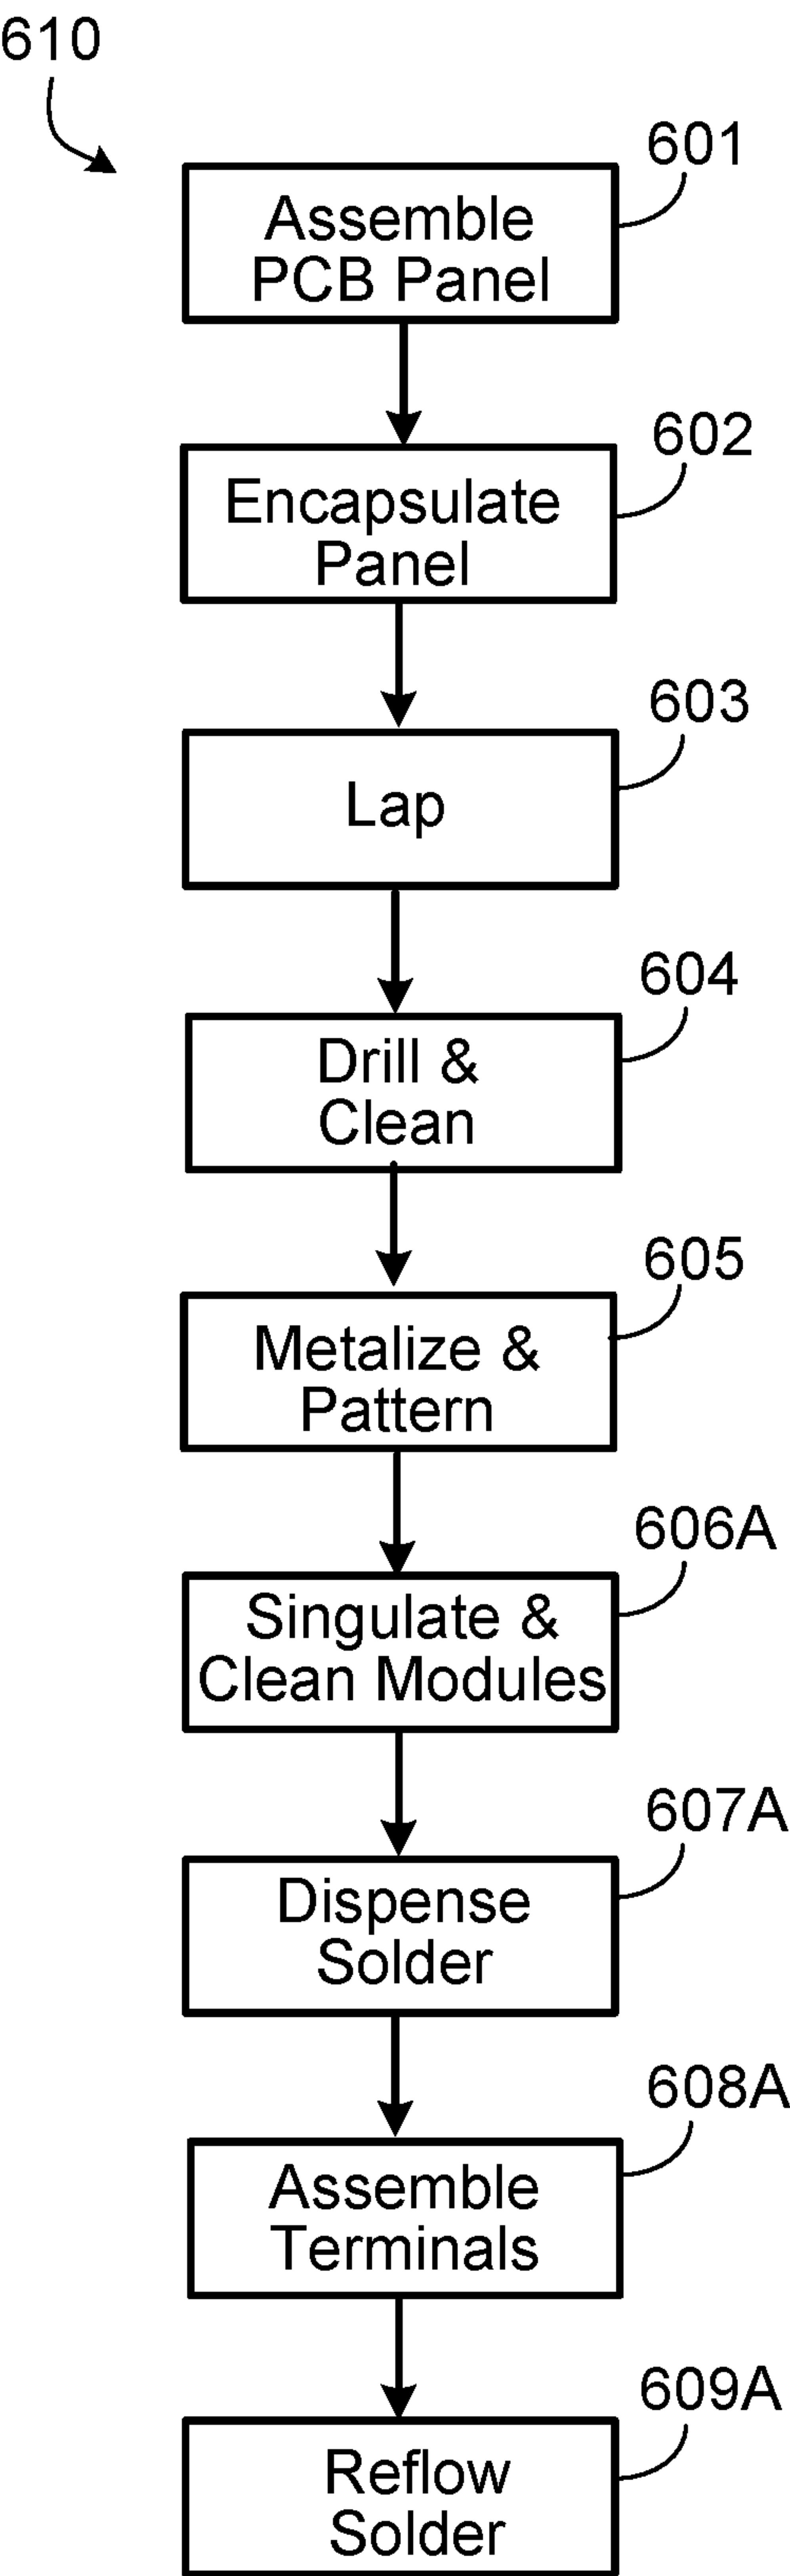 610
601
Assemble
PCB Panel
602
Encapsulate
Panel
603
Lap
604
Drill &
Clean
605
Metalize &
Pattern
606A
Singulate &
Clean Modules
607A
Dispense
Solder
608A
Assemble
Terminals
609A
Reflow
Solder